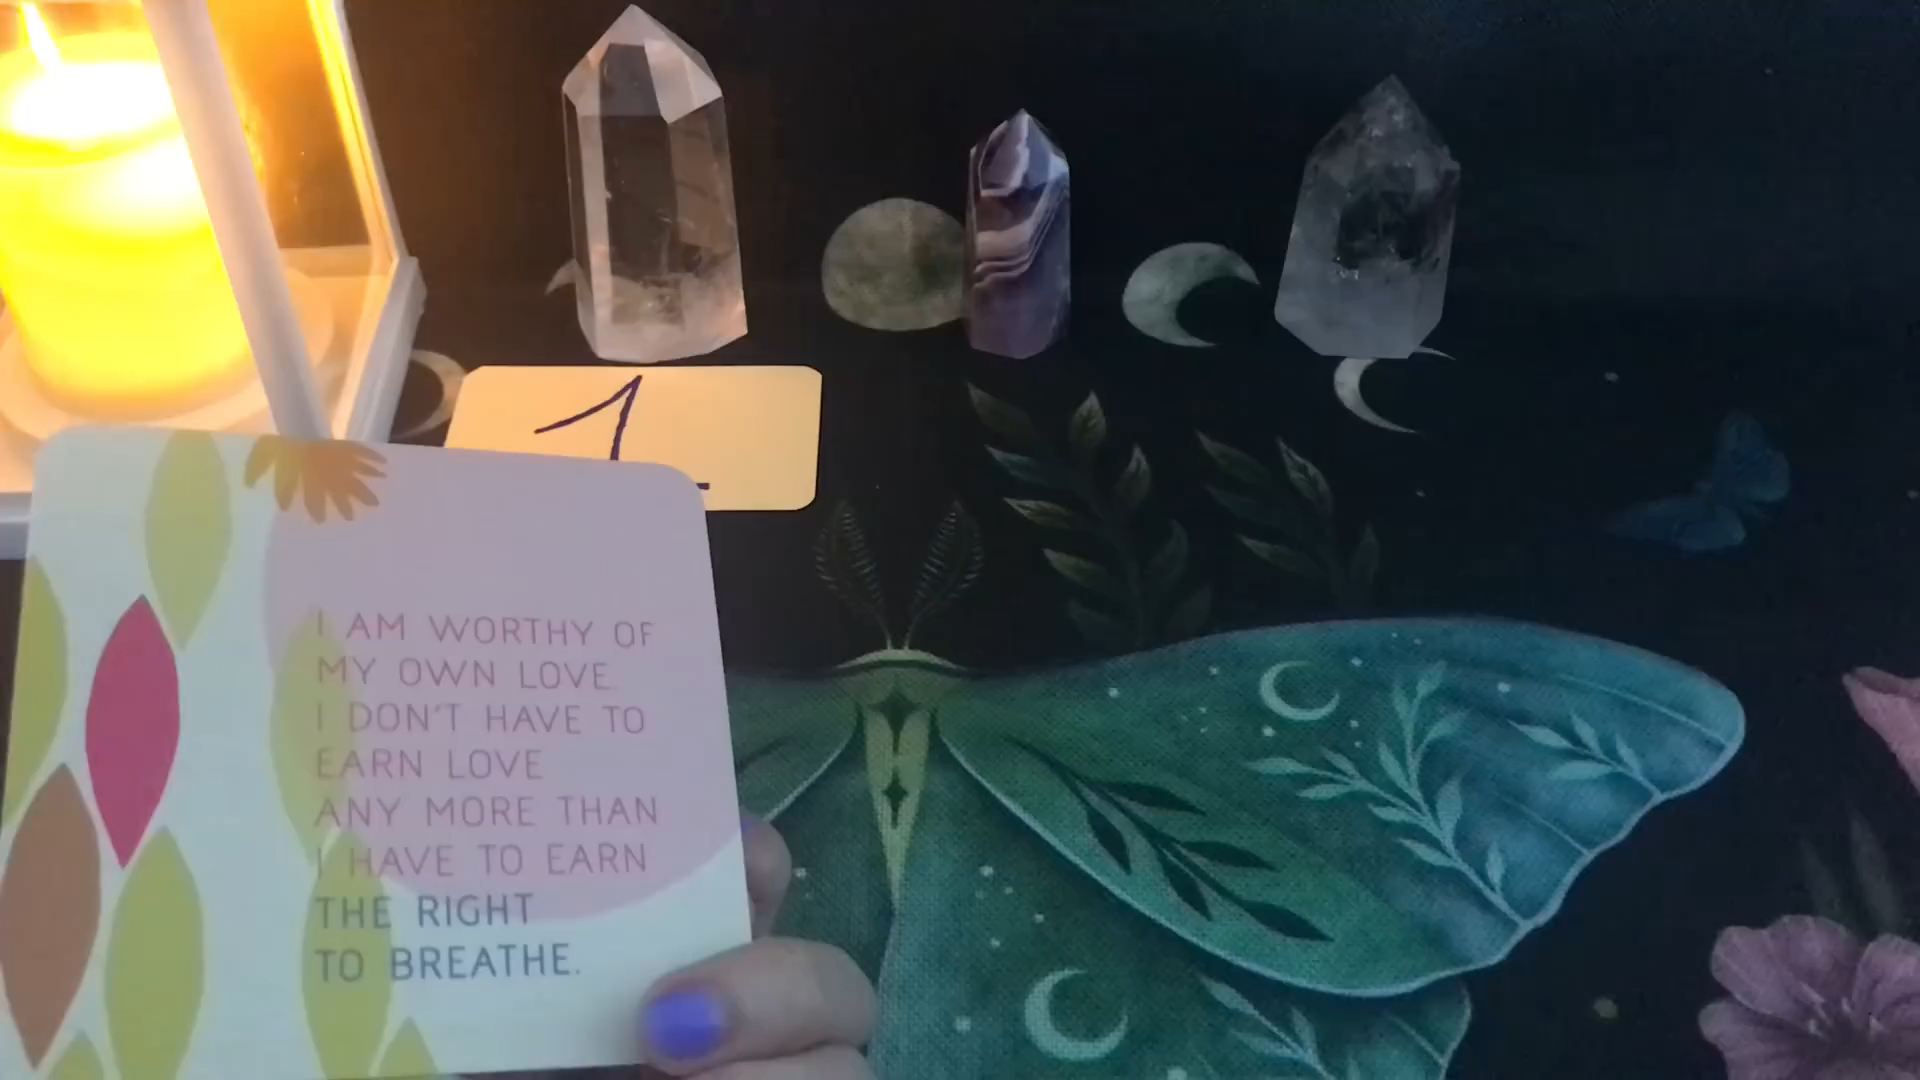 1
I AM WORTHY OF
MY OWN LOVE.
I DON'T HAVE TO
EARN LOVE
ANY MORE THAN
I HAVE TO EARN
THE RIGHT
TO BREATHE.